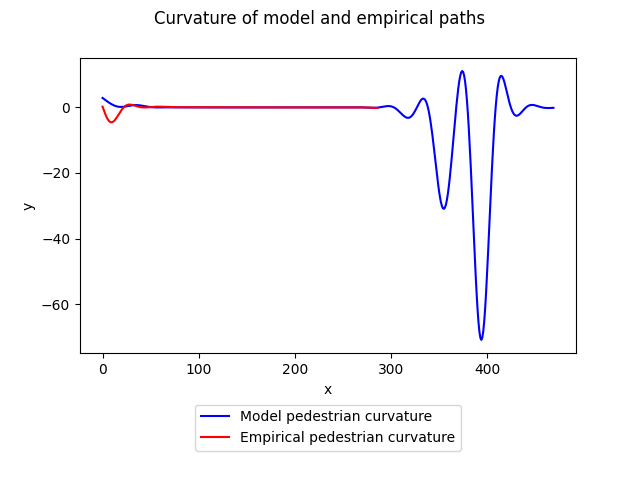 Curvature of model and empirical paths
y
0
−20
−40
−60
0 100 200 300 400
x
Model pedestrian curvature
Empirical pedestrian curvature